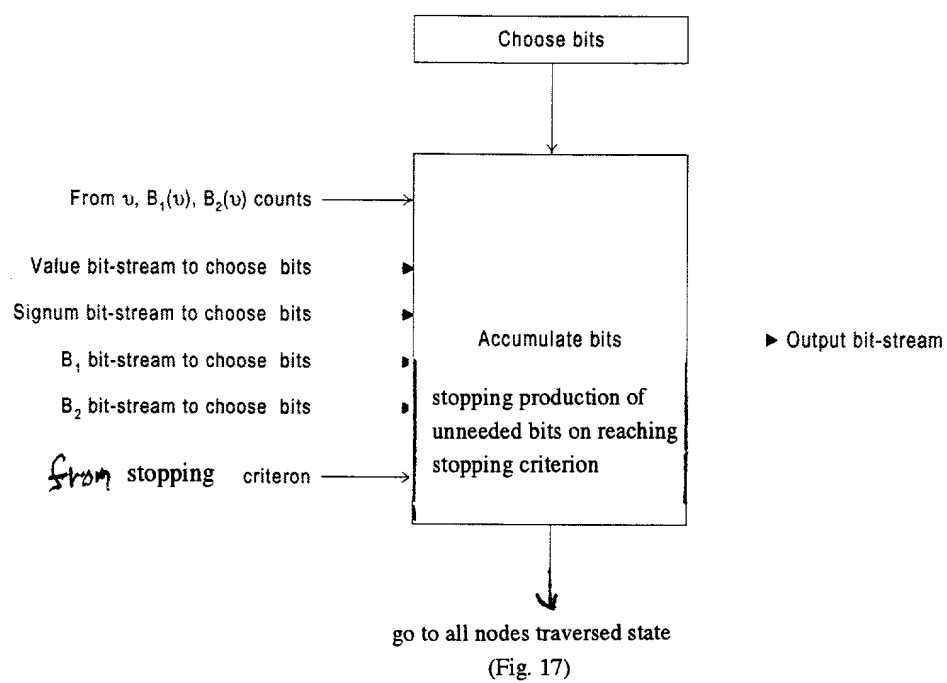 Choose bits
From υ, B₁(υ), B₂(υ) counts
Value bit-stream to choose bits
Signum bit-stream to choose bits
Accumulate bits
Output bit-stream
B₁ bit-stream to choose bits
B₂ bit-stream to choose bits
stopping production of
unneeded bits on reaching
stopping criterion
from stopping criteron
go to all nodes traversed state
(Fig. 17)